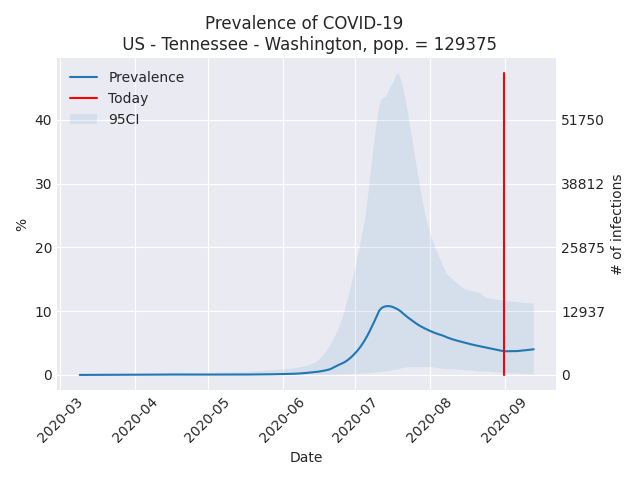 Prevalence of COVID-19
US - Tennessee - Washington, pop. = 129375
Prevalence
Today
95CI
40
30
20
10
0
%
51750
38812
25875
12937
0
# of infections
2020-03
2020-04
2020-05
2020-06
2020-07
2020-08
2020-09
Date